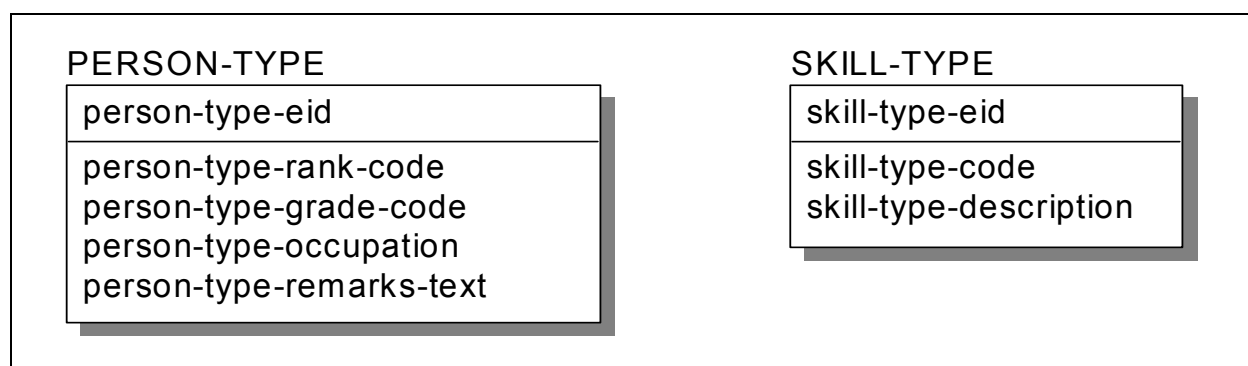 PERSON-TYPE
person-type-eid
person-type-rank-code
person-type-grade-code
person-type-occupation
person-type-remarks-text
SKILL-TYPE
skill-type-eid
skill-type-code
skill-type-description